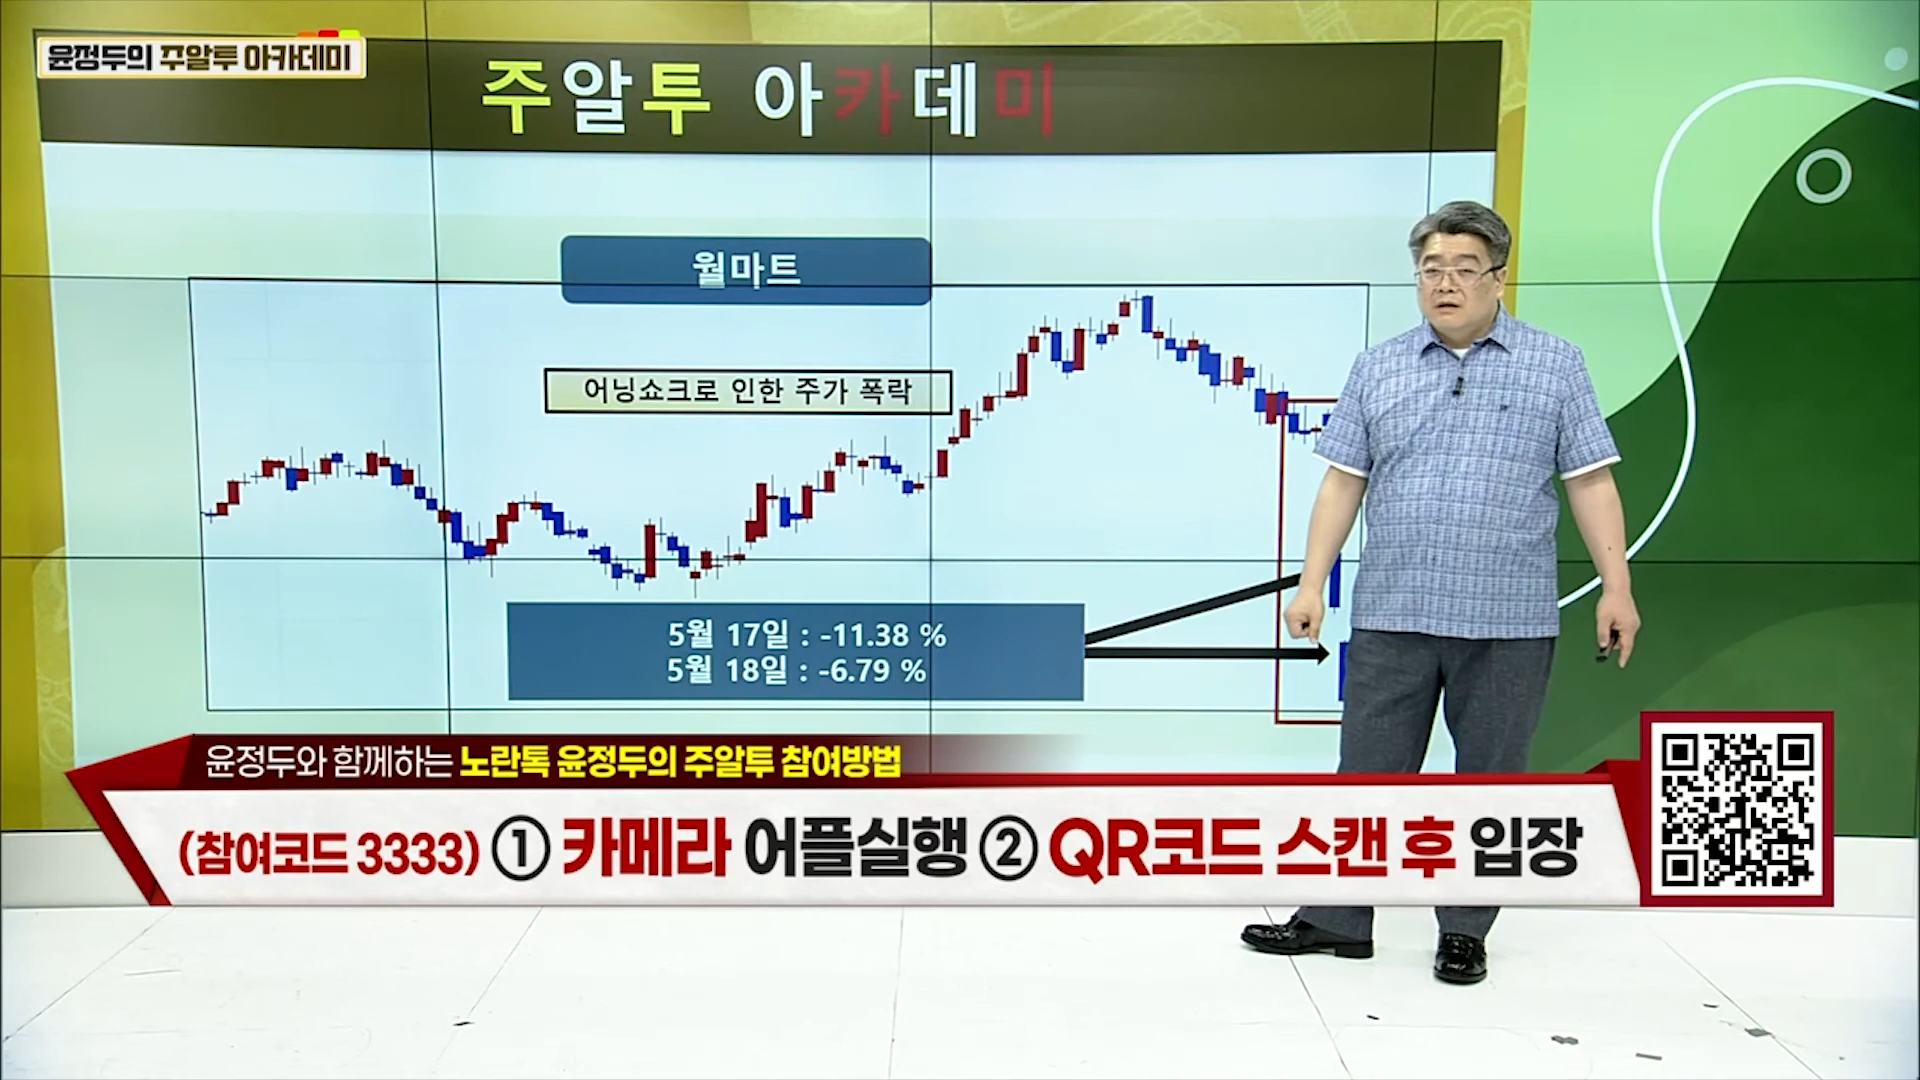 윤정두의 주알투 아카데미
주알투 아카데미
월마트
어닝쇼크로 인한 주가 폭락
5월 17일 : -11.38 %
5월 18일 : -6.79 %
윤정두와 함께하는 노란톡 윤정두의 주알투 참여방법
(참여코드 3333) ① 카메라 어플실행 ② QR코드 스캔 후 입장